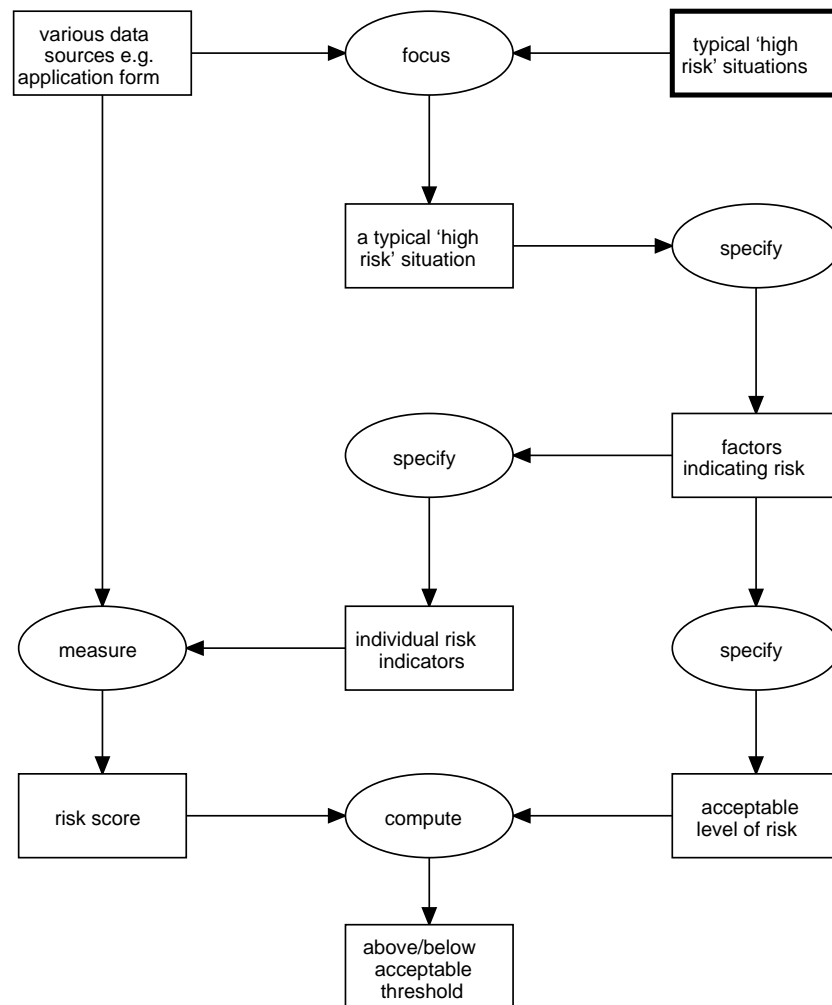 various data
sources e.g.
application form
focus
typical ‘high
risk’ situations
a typical ‘high
risk’ situation
specify
specify
factors
indicating risk
measure
individual risk
indicators
specify
risk score
compute
acceptable
level of risk
above/below
acceptable
threshold